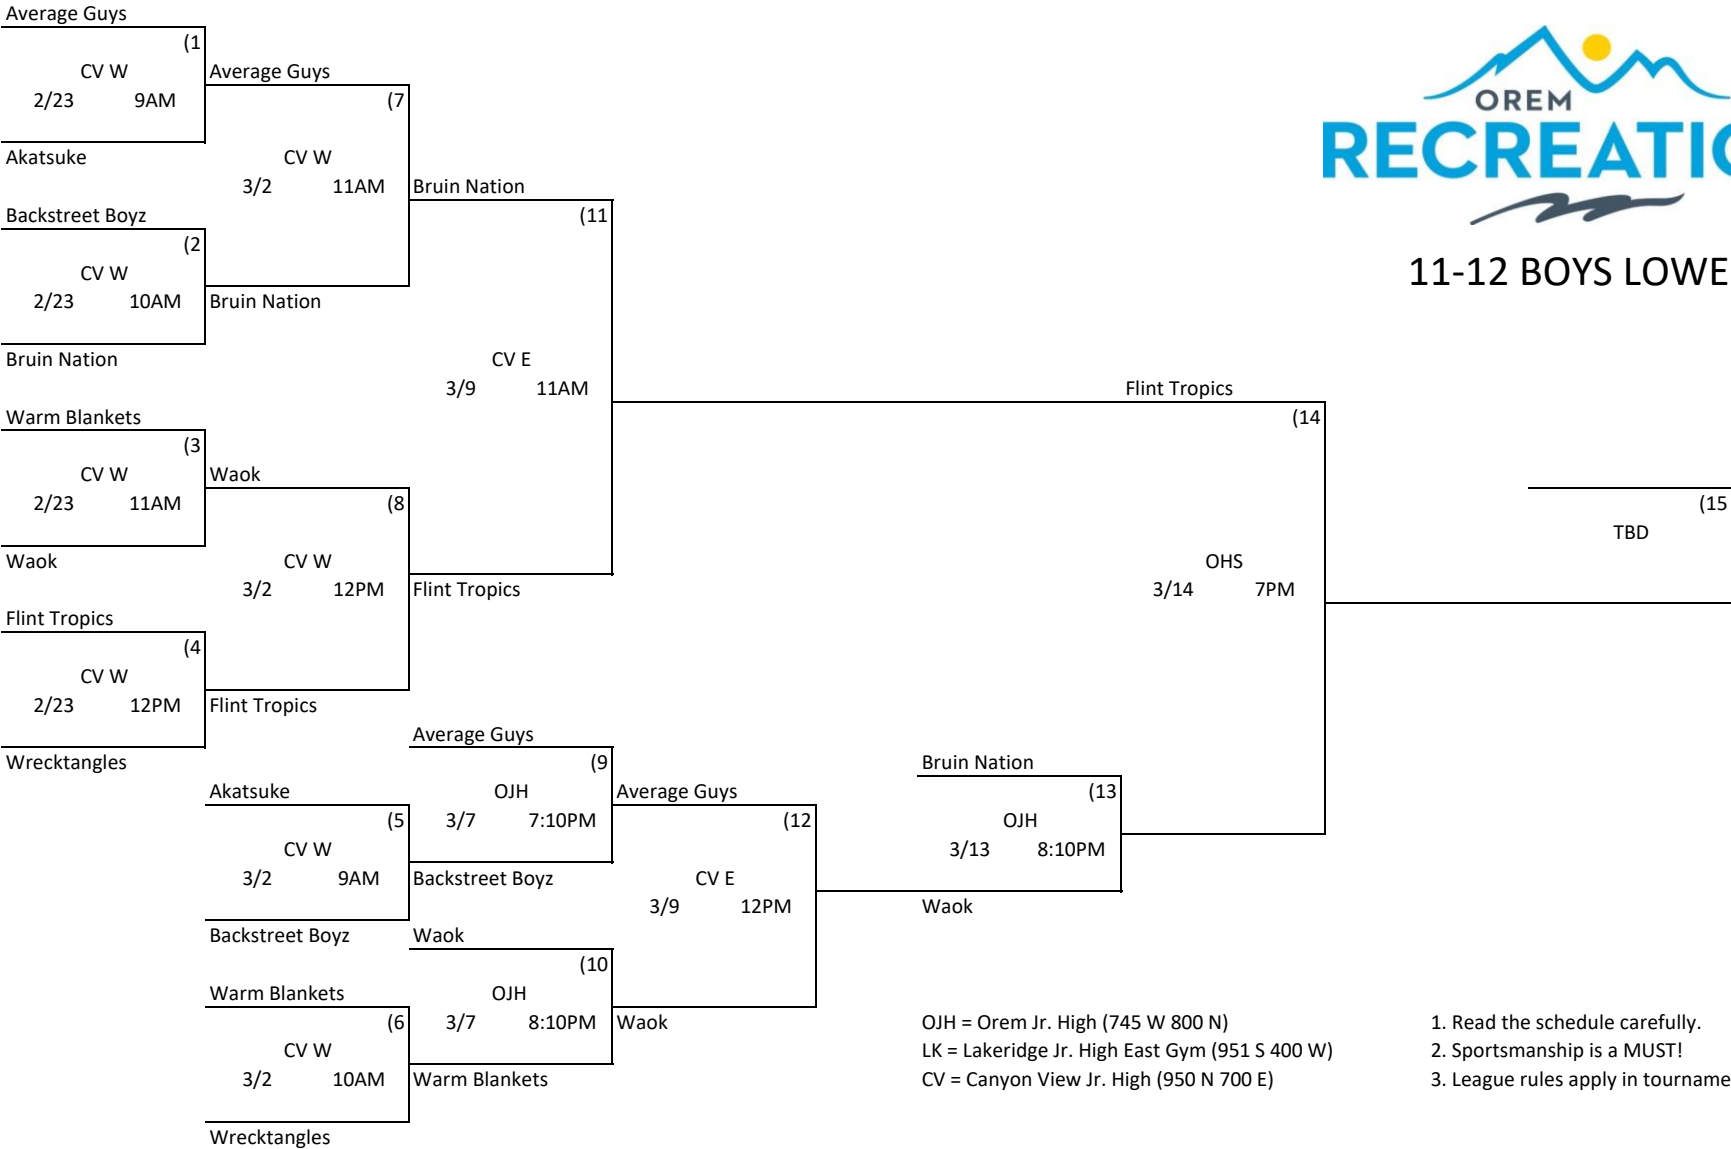 Average Guys
(1
CV W
2/23 9AM
Akatsuke
Backstreet Boyz
(2
CV W
2/23 10AM
Bruin Nation
Warm Blankets
(3
CV W
2/23 11AM
Waok
Flint Tropics
(4
CV W
2/23 12PM
Wrecktangles
Average Guys
(7
CV W
3/2 11AM
Bruin Nation
Waok
(8
CV W
3/2 12PM
Flint Tropics
Akatsuke
(5
CV W
3/2 9AM
Backstreet Boyz
Warm Blankets
(6
CV W
3/2 10AM
Wrecktangles
Bruin Nation
(11
CV E
3/9 11AM
Flint Tropics
Average Guys
(9
OJH
3/7 7:10PM
Backstreet Boyz
Waok
(10
OJH
3/7 8:10PM
Warm Blankets
Average Guys
(12
CV E
3/9 12PM
Waok
Bruin Nation
(13
OJH
3/13 8:10PM
Waok
Flint Tropics
(14
OHS
3/14 7PM
(15
TBD
OREM
RECREATIO
11-12 BOYS LOWE
OJH = Orem Jr. High (745 W 800 N)
LK = Lakeridge Jr. High East Gym (951 S 400 W)
CV = Canyon View Jr. High (950 N 700 E)
1. Read the schedule carefully.
2. Sportsmanship is a MUST!
3. League rules apply in tourname